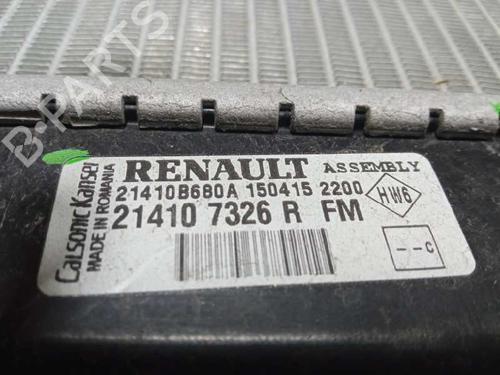 B-PARTS
RENAULT ASSEMBLY
21410B680A 150415 2200
21410 7326 R FM
HW6
--C
Calsonic Kansei
MADE IN ROMANIA